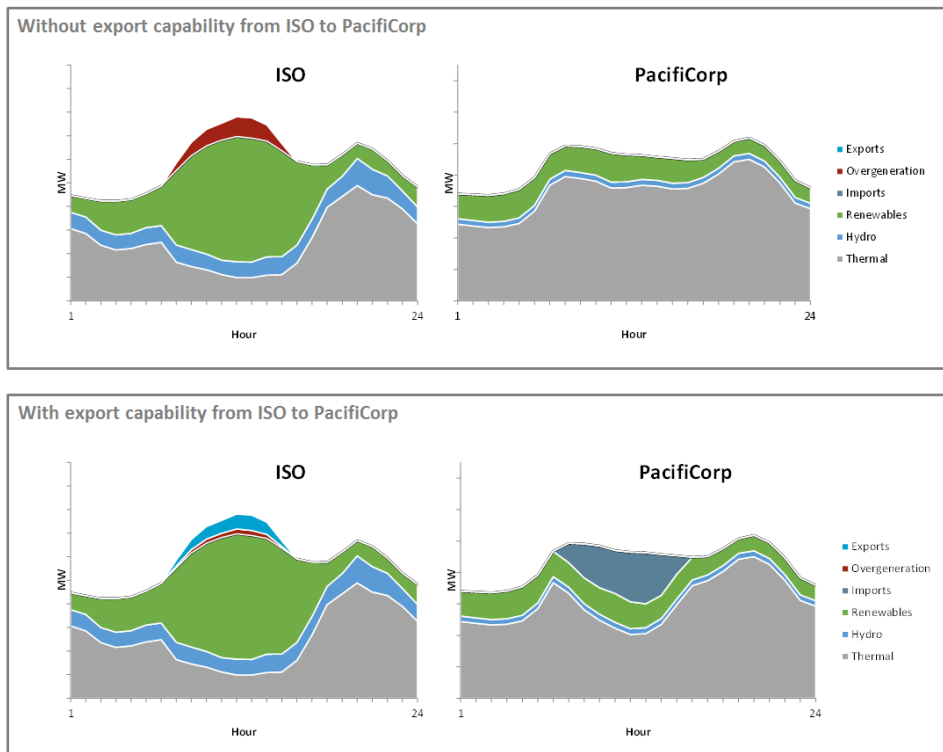 Without export capability from ISO to PacifiCorp
ISO
PacifiCorp
MW
MW
Exports
Overgeneration
Imports
Renewables
Hydro
Thermal
1
24
1
24
Hour
Hour
With export capability from ISO to PacifiCorp
ISO
PacifiCorp
MW
MW
Exports
Overgeneration
Imports
Renewables
Hydro
Thermal
1
24
1
24
Hour
Hour